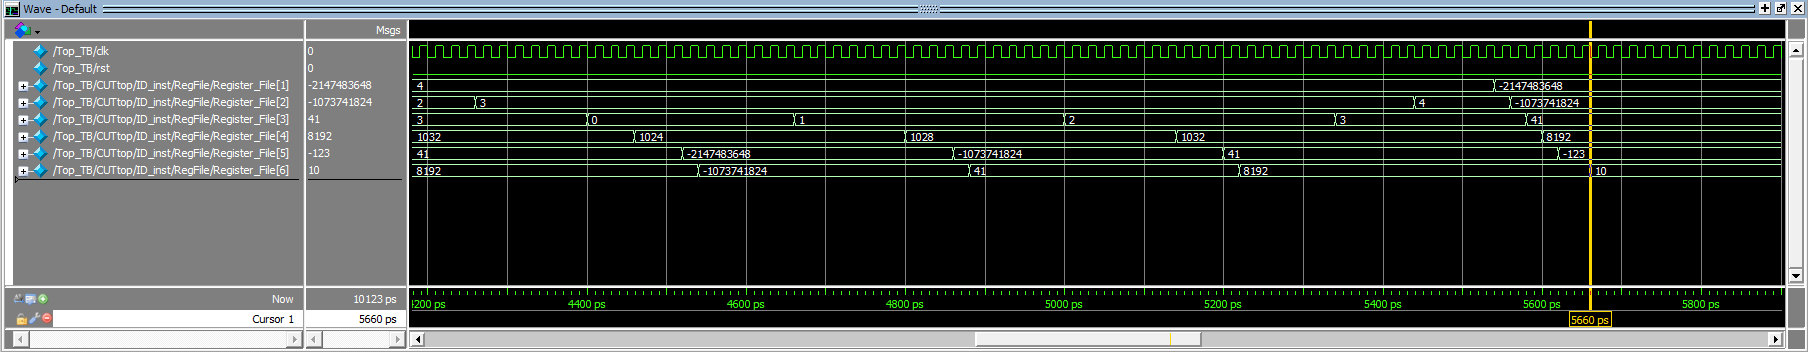 Wave - Default
Msgs
/Top_TB/clk 0
/Top_TB/rst 0
/Top_TB/CUTtop/ID_inst/RegFile/Register_File[1] -2147483648 4 -2147483648
/Top_TB/CUTtop/ID_inst/RegFile/Register_File[2] -1073741824 2 3 4 -1073741824
/Top_TB/CUTtop/ID_inst/RegFile/Register_File[3] 41 3 0 1 2 3 41
/Top_TB/CUTtop/ID_inst/RegFile/Register_File[4] 8192 1032 1024 1028 1032 8192
/Top_TB/CUTtop/ID_inst/RegFile/Register_File[5] -123 41 -2147483648 -1073741824 41 -123
/Top_TB/CUTtop/ID_inst/RegFile/Register_File[6] 10 8192 -1073741824 41 8192 10
Now 10123 ps 4200 ps 4400 ps 4600 ps 4800 ps 5000 ps 5200 ps 5400 ps 5600 ps 5800 ps
Cursor 1 5660 ps 5660 ps